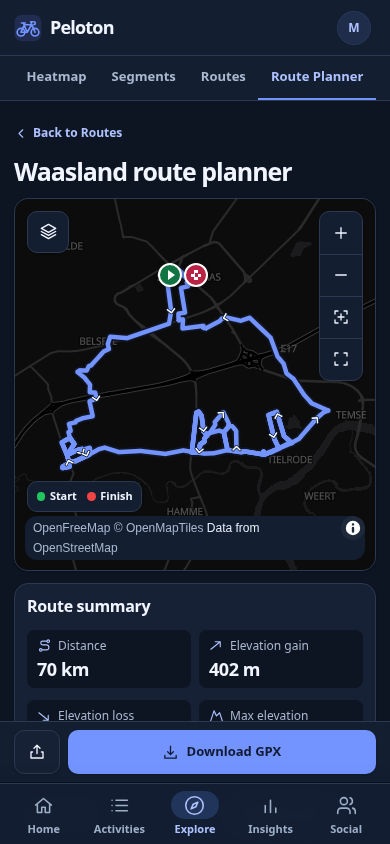 Peloton
M
Heatmap Segments Routes Route Planner
Back to Routes
Waasland route planner
LDE
AS
BELSELE
E17
TEMSE
TIELRODE
WEERT
HAMME
Start Finish
OpenFreeMap © OpenMapTiles Data from
OpenStreetMap
Route summary
Distance
70 km
Elevation gain
402 m
Elevation loss
Max elevation
Download GPX
Home Activities Explore Insights Social